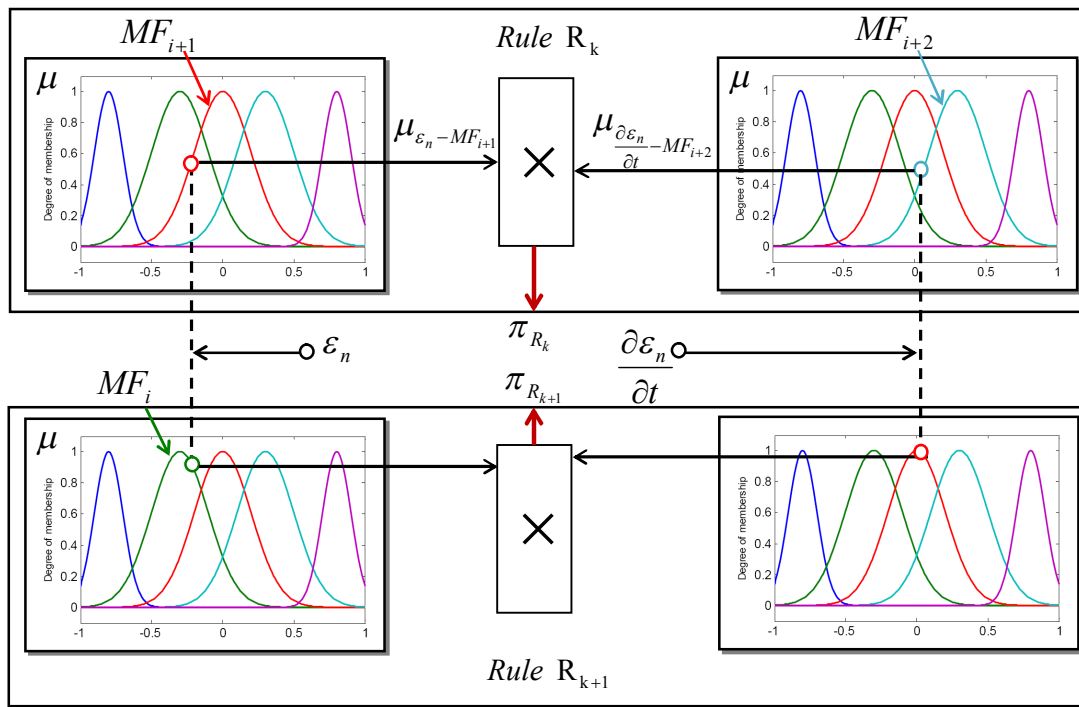 Rule R_k
MF_{i+1}
MF_{i+2}
μ
Degree of membership
1
0.8
0.6
0.4
0.2
0
-1
-0.5
0
0.5
1
μ_{ε_n−MF_{i+1}}
×
μ_{∂ε_n/∂t−MF_{i+2}}
μ
Degree of membership
1
0.8
0.6
0.4
0.2
0
-1
-0.5
0
0.5
1
π_{R_k}
ε_n
∂ε_n/∂t
π_{R_{k+1}}
MF_i
μ
Degree of membership
1
0.8
0.6
0.4
0.2
0
-1
-0.5
0
0.5
1
×
Degree of membership
1
0.8
0.6
0.4
0.2
0
-1
-0.5
0
0.5
1
Rule R_{k+1}